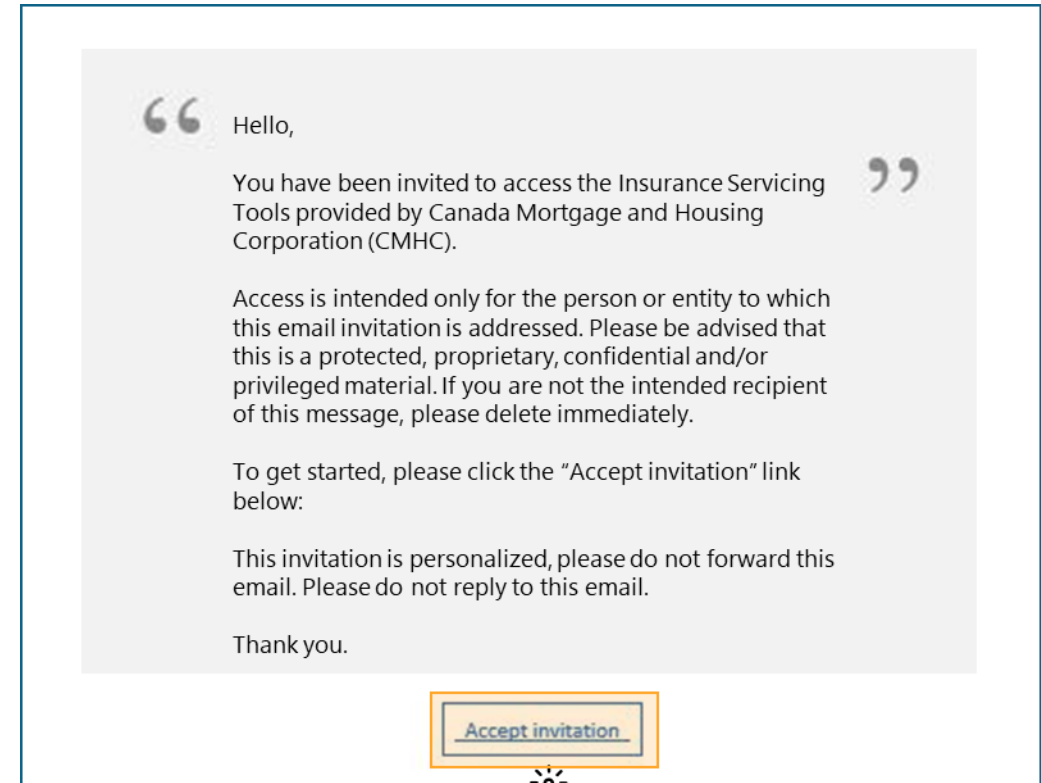 “ Hello,
You have been invited to access the Insurance Servicing ”
Tools provided by Canada Mortgage and Housing
Corporation (CMHC).
Access is intended only for the person or entity to which
this email invitation is addressed. Please be advised that
this is a protected, proprietary, confidential and/or
privileged material. If you are not the intended recipient
of this message, please delete immediately.
To get started, please click the “Accept invitation” link
below:
This invitation is personalized, please do not forward this
email. Please do not reply to this email.
Thank you.
Accept invitation